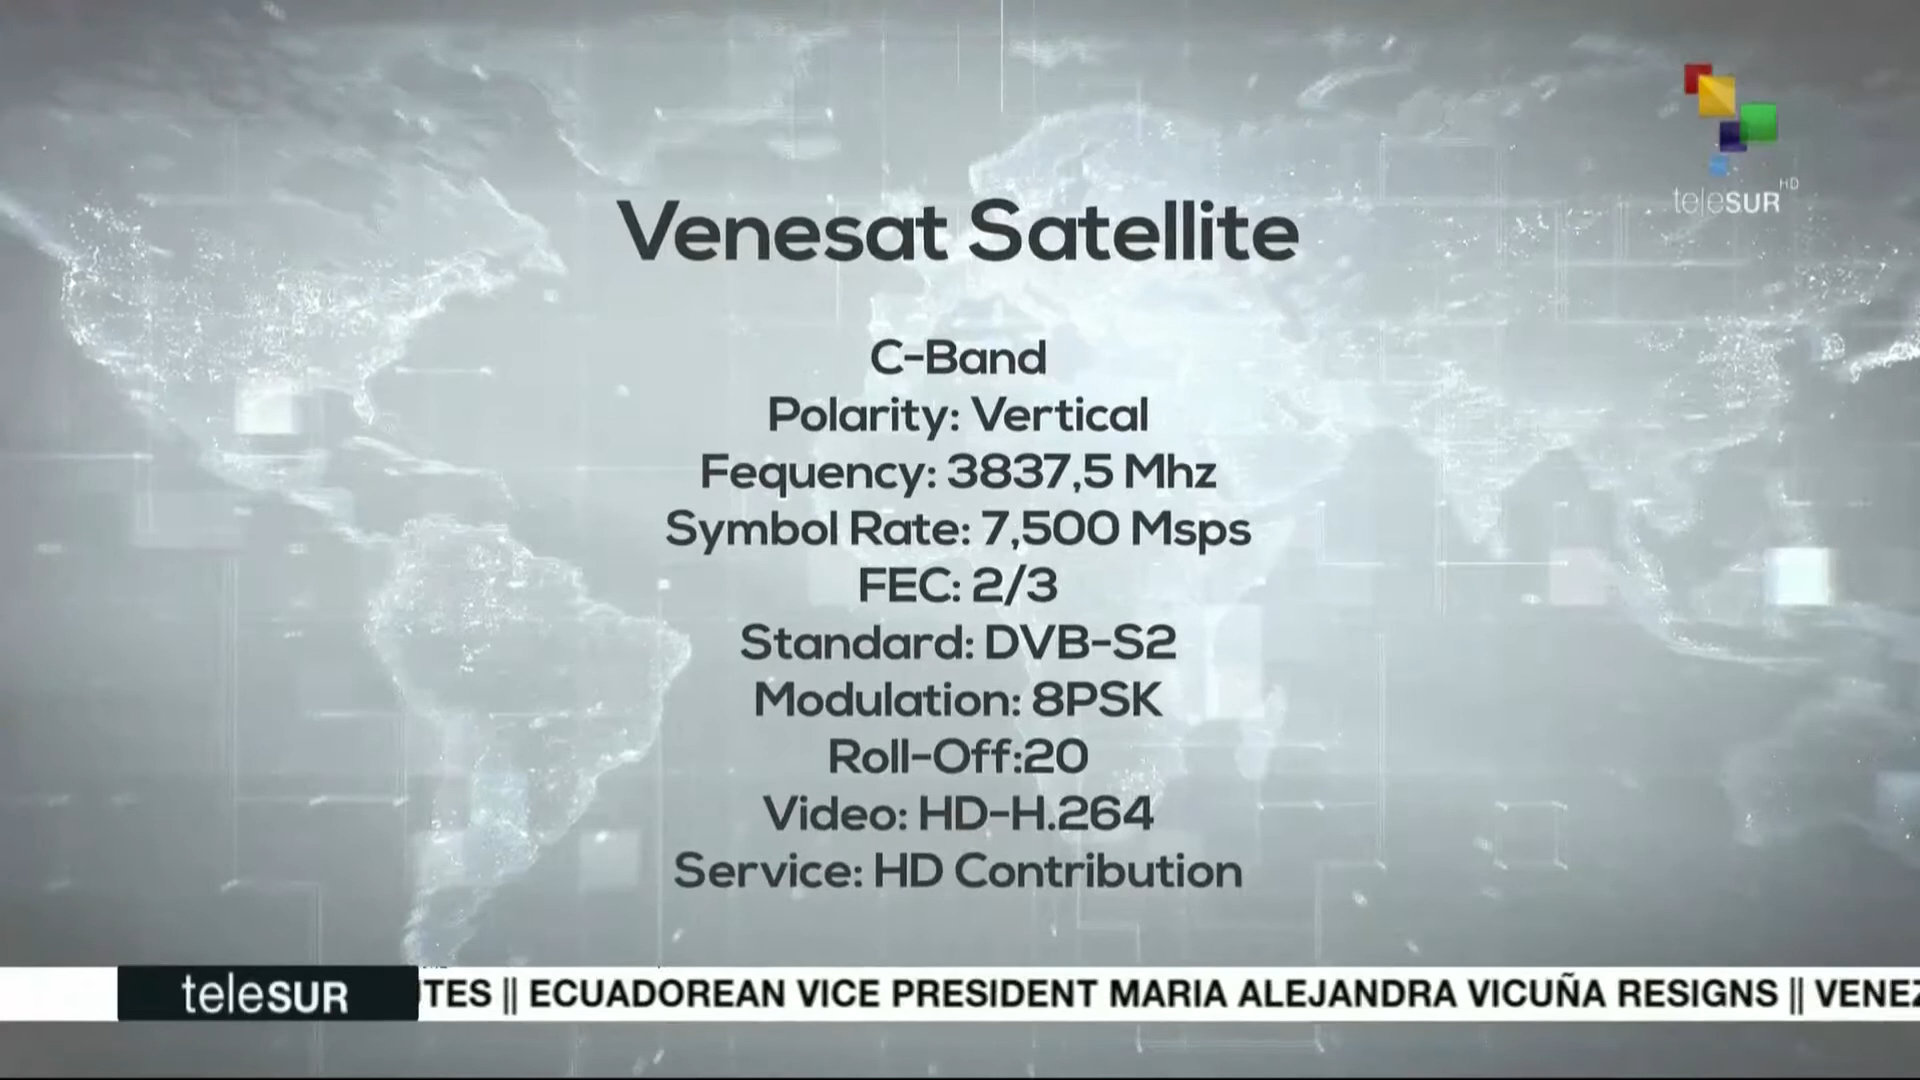 HD
teleSUR
Venesat Satellite
C-Band
Polarity: Vertical
Fequency: 3837,5 Mhz
Symbol Rate: 7,500 Msps
FEC: 2/3
Standard: DVB-S2
Modulation: 8PSK
Roll-Off:20
Video: HD-H.264
Service: HD Contribution
teleSUR TES || ECUADOREAN VICE PRESIDENT MARIA ALEJANDRA VICUÑA RESIGNS || VENEZ